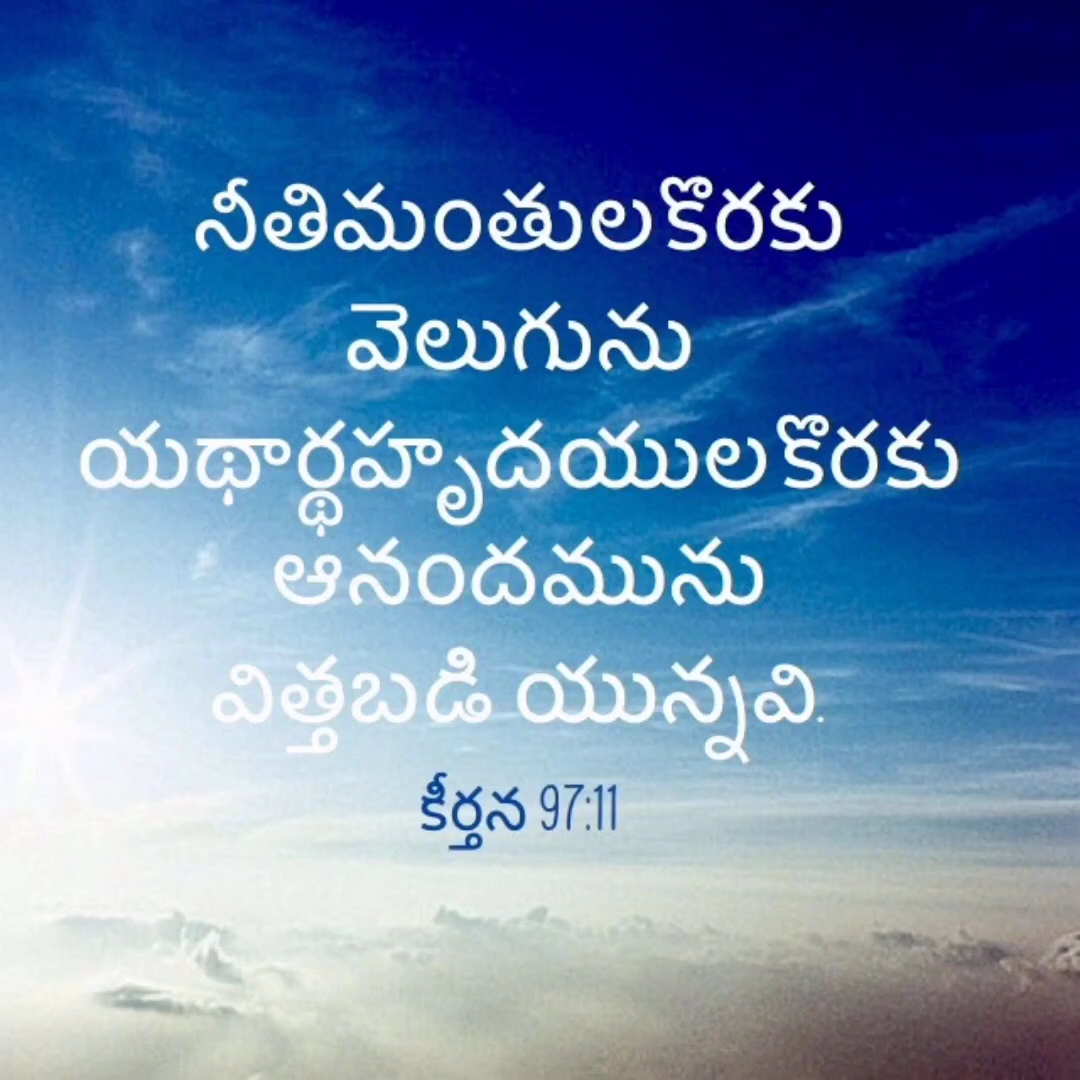 నీతిమంతులకొరకు
వెలుగును
యథార్థహృదయులకొరకు
ఆనందమును
విత్తబడి యున్నవి.
కీర్తన 97:11